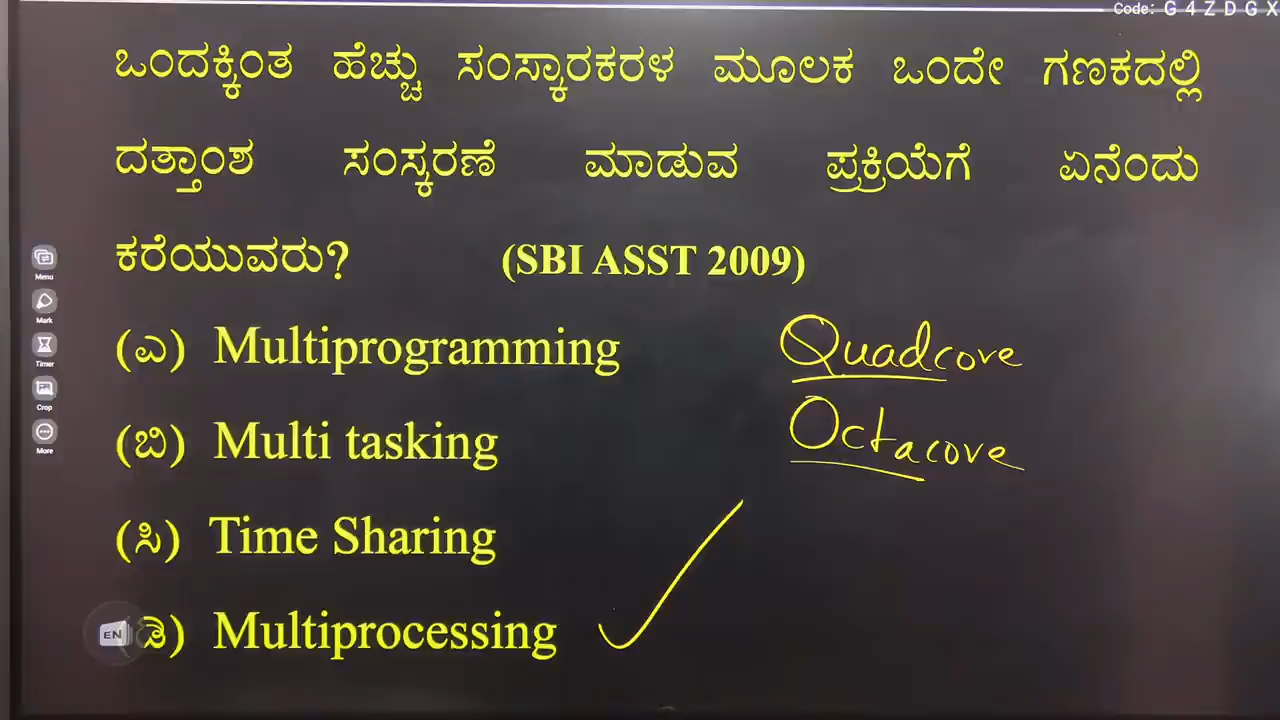 Code: G 4 Z D G X
ಒಂದಕ್ಕಿಂತ ಹೆಚ್ಚು ಸಂಸ್ಕಾರಕರಳ ಮೂಲಕ ಒಂದೇ ಗಣಕದಲ್ಲಿ
ದತ್ತಾಂಶ ಸಂಸ್ಕರಣೆ ಮಾಡುವ ಪ್ರಕ್ರಿಯೆಗೆ ಏನೆಂದು
ಕರೆಯುವರು? (SBI ASST 2009)
(ಎ) Multiprogramming
Quadcore
(ಬಿ) Multi tasking
Octacore
(ಸಿ) Time Sharing
ಡಿ) Multiprocessing
Menu
Mark
Timer
Crop
More
EN